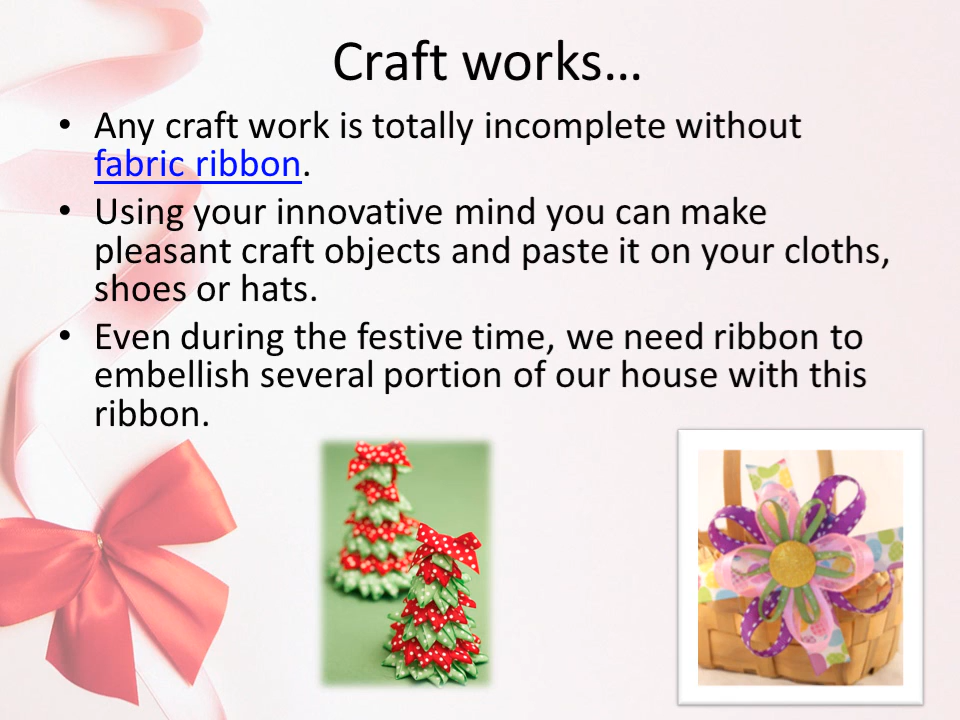 Craft works…
• Any craft work is totally incomplete without
fabric ribbon.
• Using your innovative mind you can make
pleasant craft objects and paste it on your cloths,
shoes or hats.
• Even during the festive time, we need ribbon to
embellish several portion of our house with this
ribbon.